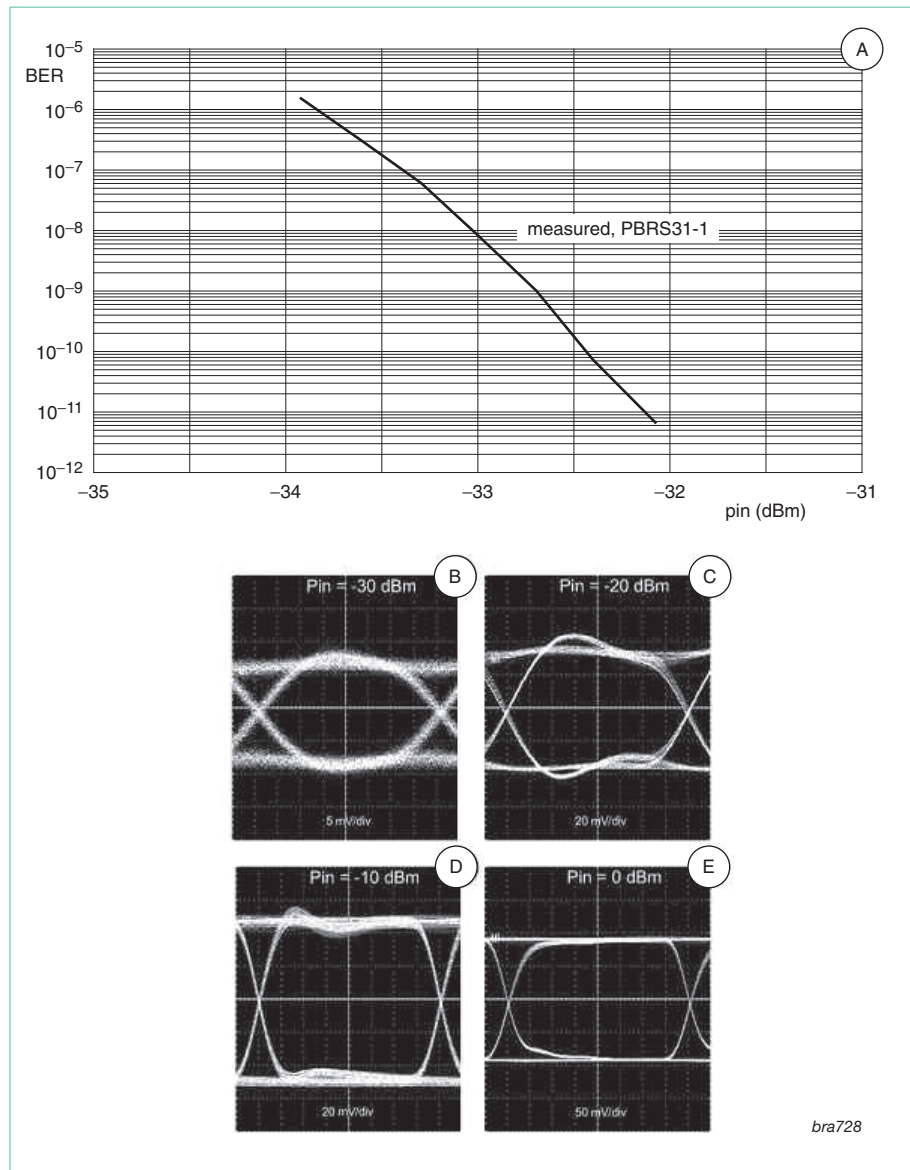 A
BER
10⁻⁵
10⁻⁶
10⁻⁷
10⁻⁸
10⁻⁹
10⁻¹⁰
10⁻¹¹
10⁻¹²
measured, PBRS31-1
−35
−34
−33
−32
−31
pin (dBm)
B
Pin = -30 dBm
5 mV/div
C
Pin = -20 dBm
20 mV/div
D
Pin = -10 dBm
20 mV/div
E
Pin = 0 dBm
50 mV/div
bra728